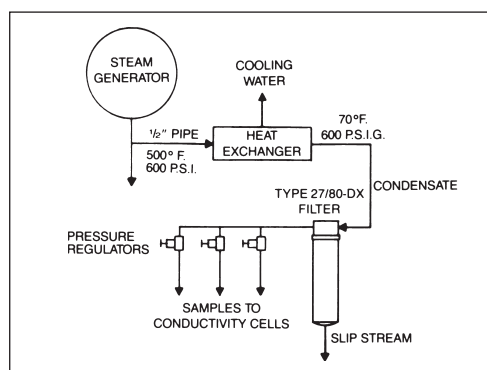 STEAM
GENERATOR
COOLING
WATER
½" PIPE
500° F.
600 P.S.I.
HEAT
EXCHANGER
70°F.
600 P.S.I.G.
CONDENSATE
TYPE 27/80-DX
FILTER
PRESSURE
REGULATORS
SAMPLES TO
CONDUCTIVITY CELLS
SLIP STREAM